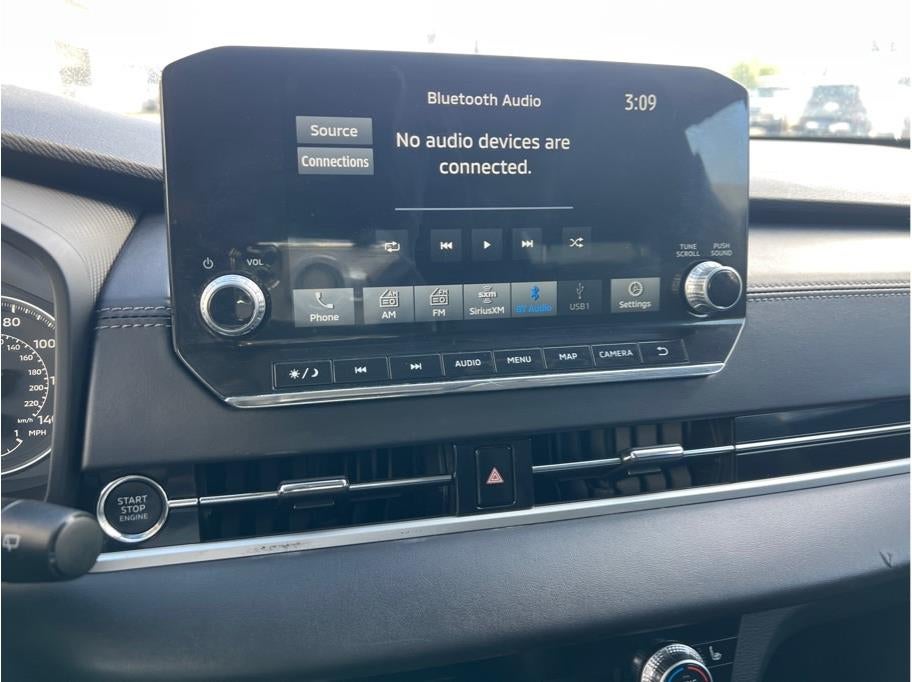 Bluetooth Audio
3:09
Source
Connections
No audio devices are
connected.
TUNE
SCROLL
PUSH
SOUND
VOL
Phone
AM
FM
sxm
SiriusXM
BT Audio
USB1
Settings
AUDIO
MENU
MAP
CAMERA
START
STOP
ENGINE
80
100
140
160
180
200
220
km/h
140
MPH